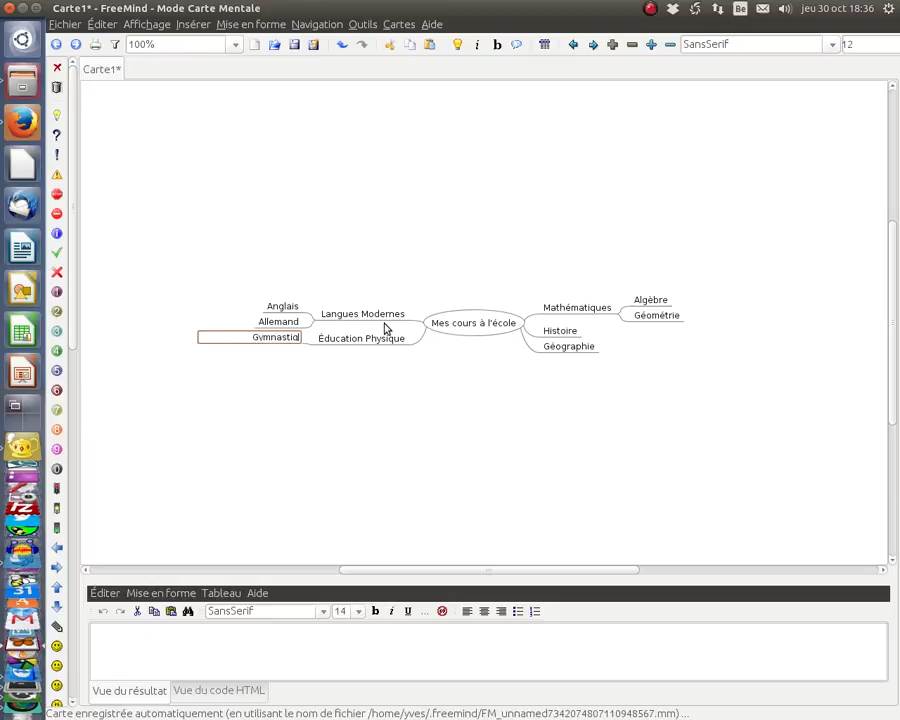 Carte1* - FreeMind - Mode Carte Mentale
Be
jeu 30 oct 18:36
Fichier Éditer Affichage Insérer Mise en forme Navigation Outils Cartes Aide
100%
SansSerif
12
Carte1*
Anglais
Allemand
Gymnastiq
Langues Modernes
Éducation Physique
Mes cours à l'école
Mathématiques
Histoire
Géographie
Algèbre
Géométrie
Éditer Mise en forme Tableau Aide
SansSerif
14
Vue du résultat
Vue du code HTML
Carte enregistrée automatiquement (en utilisant le nom de fichier /home/yves/.freemind/FM_unnamed7342074807110948567.mm) ...